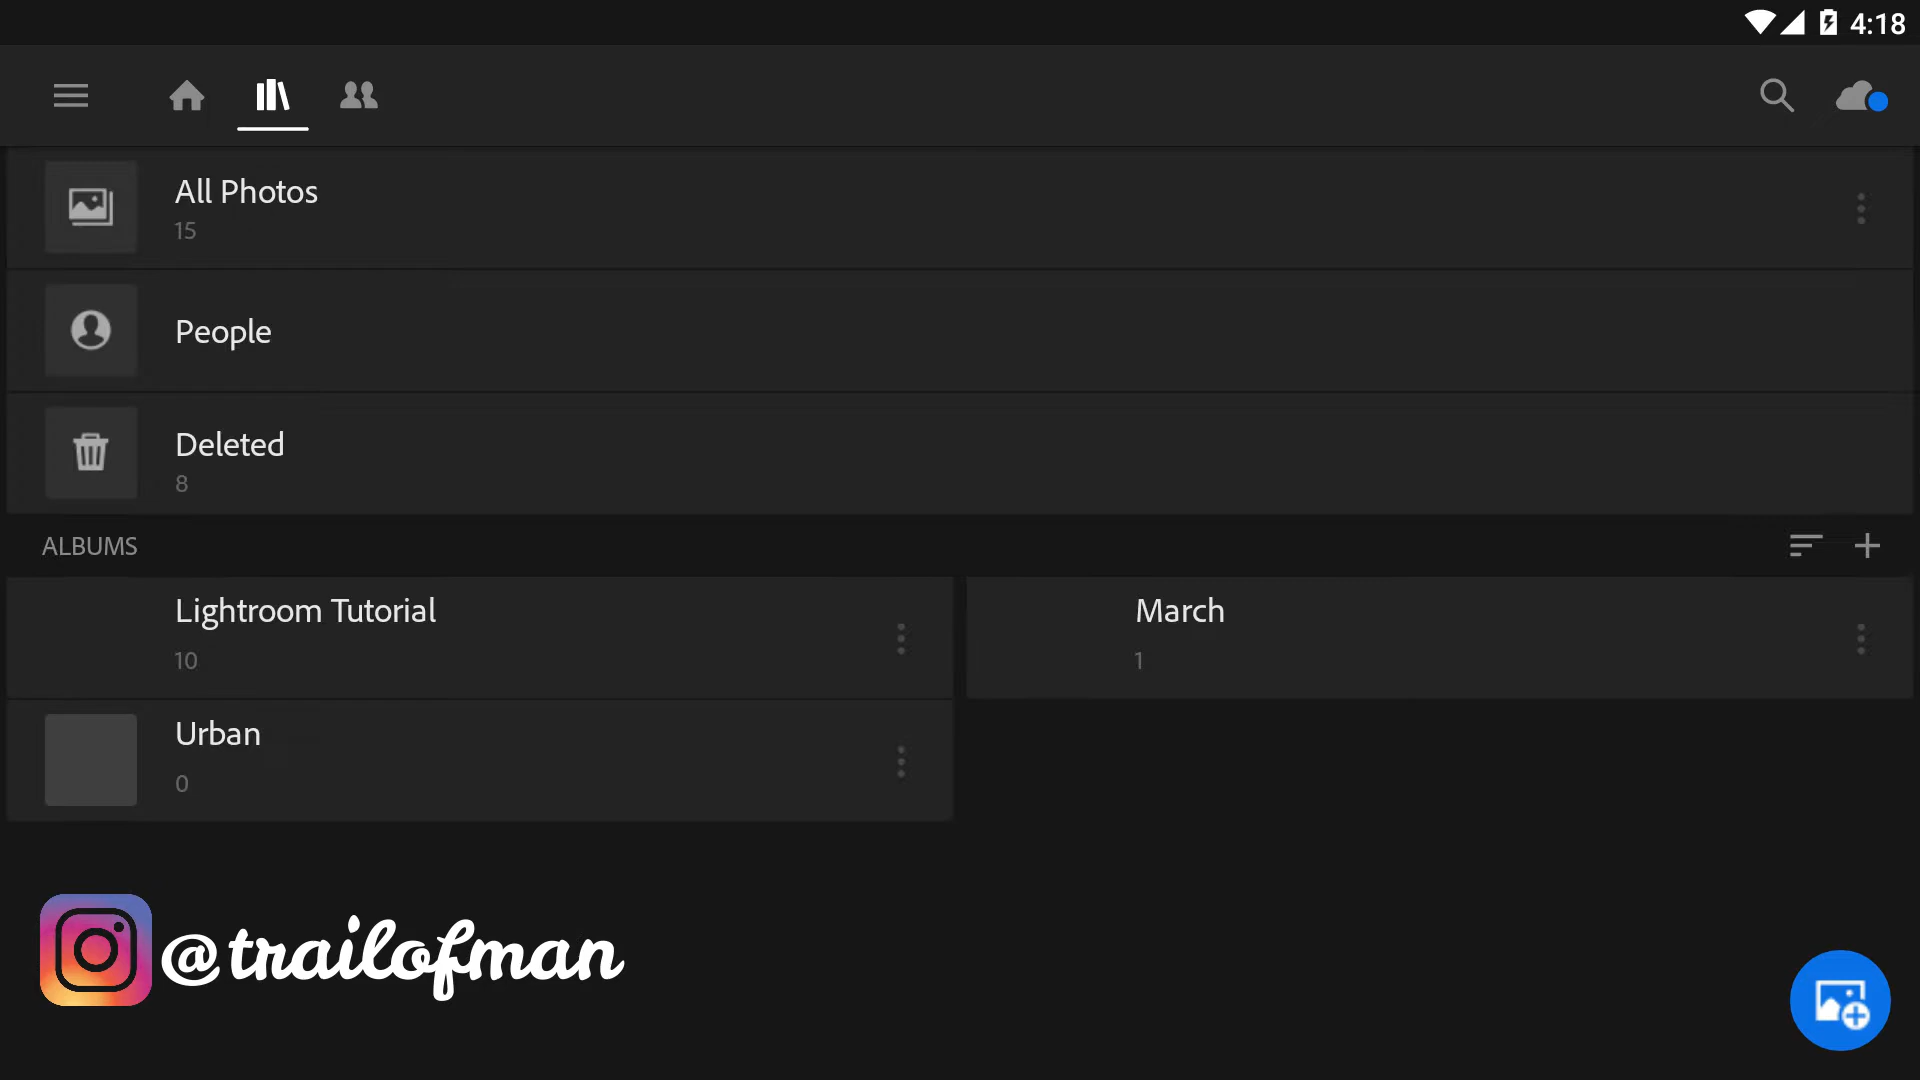 4:18
All Photos
15
People
Deleted
8
ALBUMS
Lightroom Tutorial
10
March
1
Urban
0
@trailofman